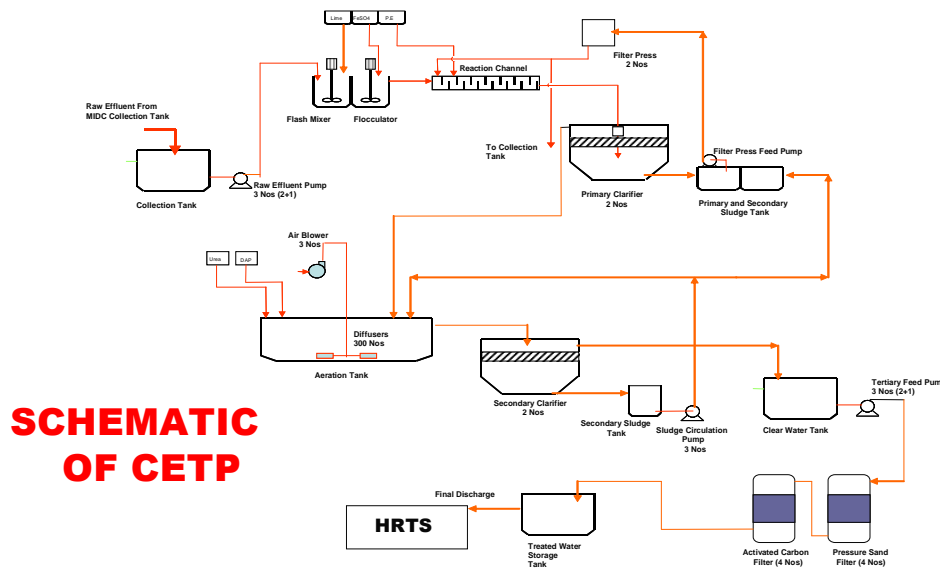 Lime FeSO4 P.E
Reaction Channel
Filter Press
2 Nos
Raw Effluent From
MIDC Collection Tank
Flash Mixer
Flocculator
To Collection
Tank
Filter Press Feed Pump
Collection Tank
Raw Effluent Pump
3 Nos (2+1)
Primary Clarifier
2 Nos
Primary and Secondary
Sludge Tank
Air Blower
3 Nos
Urea
DAP
Diffusers
300 Nos
Aeration Tank
Secondary Clarifier
2 Nos
Secondary Sludge
Tank
Sludge Circulation
Pump
3 Nos
Clear Water Tank
Tertiary Feed Pum
3 Nos (2+1)
SCHEMATIC
OF CETP
Final Discharge
HRTS
Treated Water
Storage
Tank
Activated Carbon
Filter (4 Nos)
Pressure Sand
Filter (4 Nos)